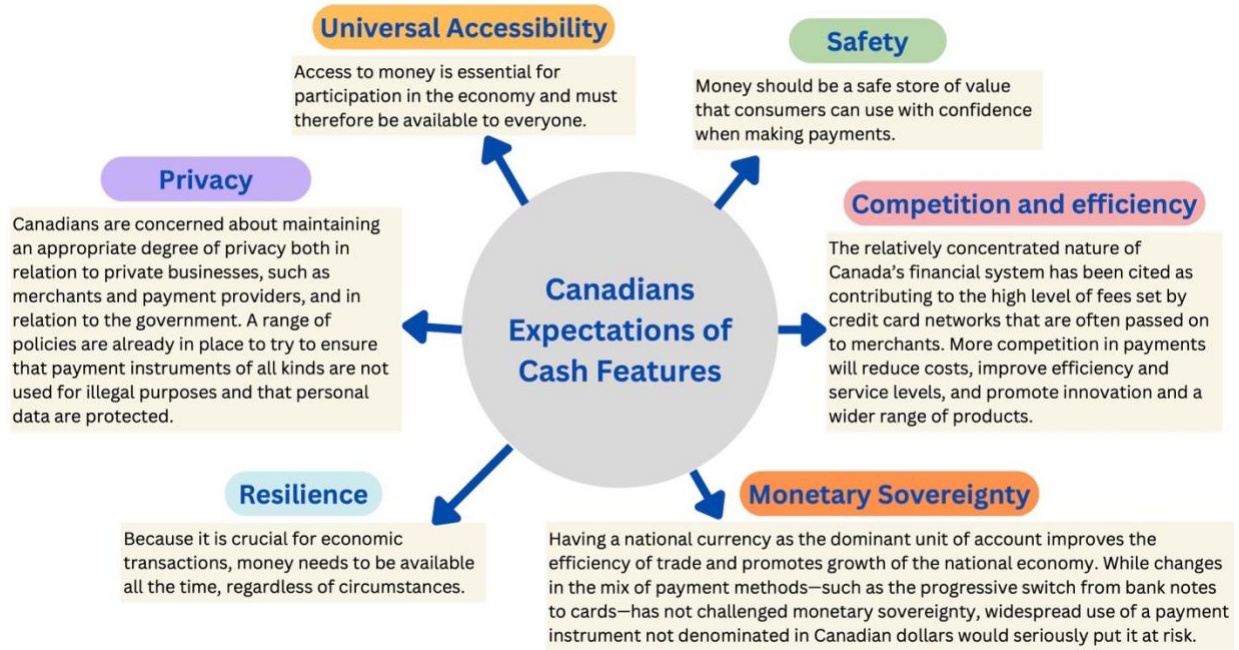 Canadians
Expectations of
Cash Features
Universal Accessibility
Access to money is essential for
participation in the economy and must
therefore be available to everyone.
Safety
Money should be a safe store of value
that consumers can use with confidence
when making payments.
Privacy
Canadians are concerned about maintaining
an appropriate degree of privacy both in
relation to private businesses, such as
merchants and payment providers, and in
relation to the government. A range of
policies are already in place to try to ensure
that payment instruments of all kinds are not
used for illegal purposes and that personal
data are protected.
Competition and efficiency
The relatively concentrated nature of
Canada’s financial system has been cited as
contributing to the high level of fees set by
credit card networks that are often passed on
to merchants. More competition in payments
will reduce costs, improve efficiency and
service levels, and promote innovation and a
wider range of products.
Resilience
Because it is crucial for economic
transactions, money needs to be available
all the time, regardless of circumstances.
Monetary Sovereignty
Having a national currency as the dominant unit of account improves the
efficiency of trade and promotes growth of the national economy. While changes
in the mix of payment methods—such as the progressive switch from bank notes
to cards—has not challenged monetary sovereignty, widespread use of a payment
instrument not denominated in Canadian dollars would seriously put it at risk.